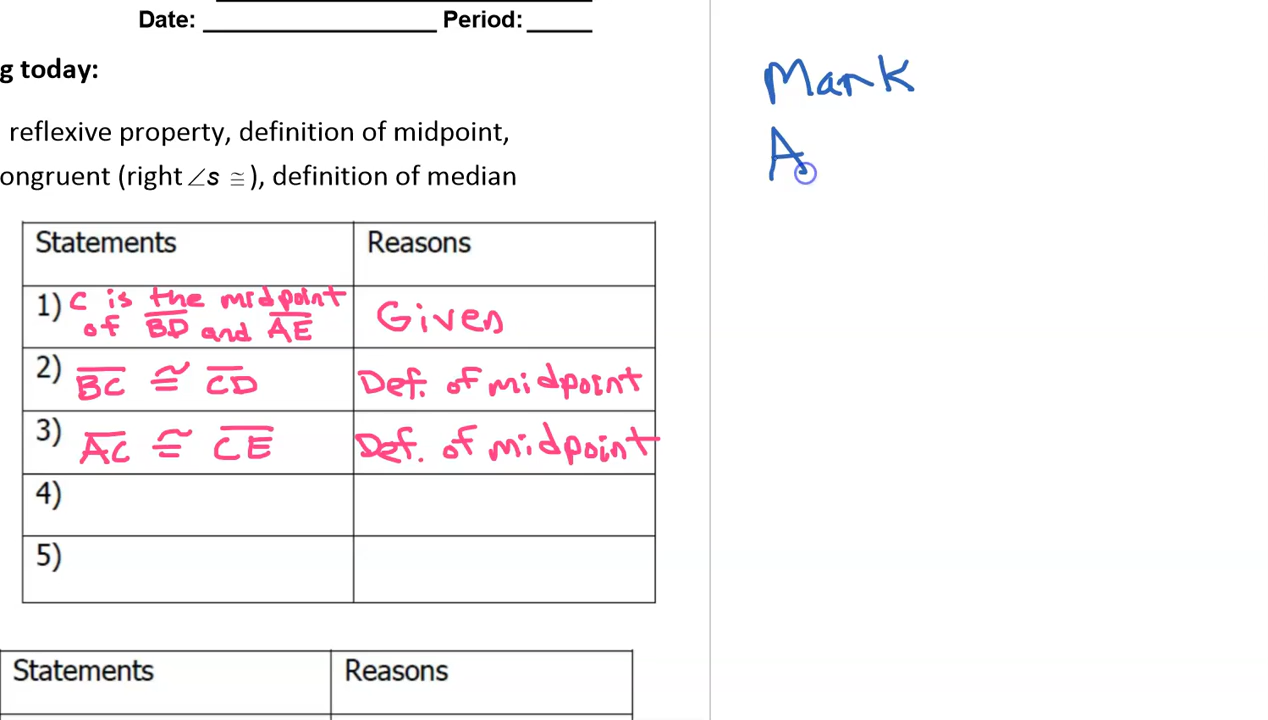 Date: Period:
g today:
reflexive property, definition of midpoint,
ongruent (right ∠s ≅), definition of median
Statements Reasons
1) C is the midpoint of BD and AE Given
2) BC ≅ CD Def. of midpoint
3) AC ≅ CE Def. of midpoint
4)
5)
Statements Reasons
Mark
A